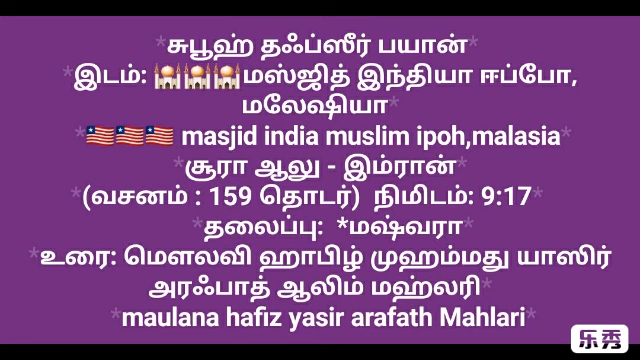 *சுபூஹ் தஃப்ஸீர் பயான்*
*இடம்: 🕌🕌🕌மஸ்ஜித் இந்தியா ஈப்போ,
மலேஷியா*
*🇱🇷🇱🇷🇱🇷 masjid india muslim ipoh,malasia*
*சூரா ஆலு - இம்ரான்*
*(வசனம் : 159 தொடர்) நிமிடம்: 9:17*
*தலைப்பு: *மஷ்வரா*
*உரை: மௌலவி ஹாபிழ் முஹம்மது யாஸிர்
அரஃபாத் ஆலிம் மஹ்லரி*
*maulana hafiz yasir arafath Mahlari*
乐秀